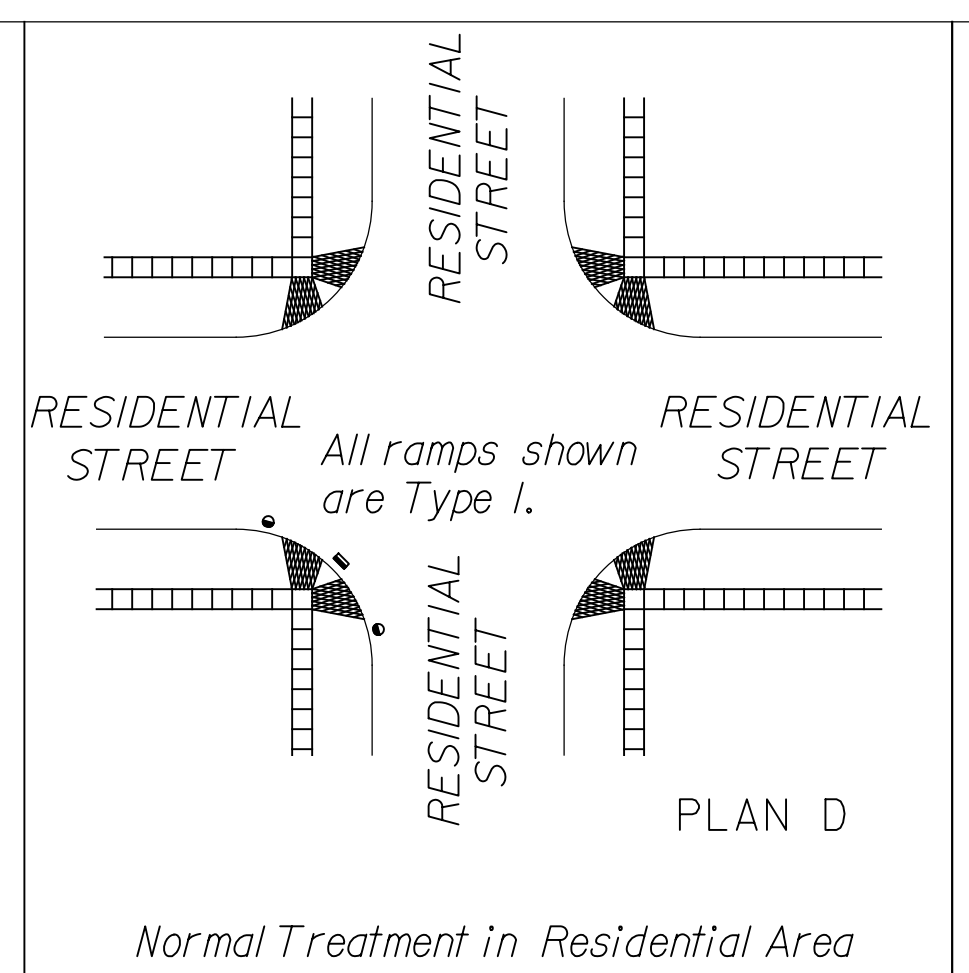 RESIDENTIAL
STREET
RESIDENTIAL
STREET
RESIDENTIAL
STREET
All ramps shown
are Type I.
RESIDENTIAL
STREET
PLAN D
Normal Treatment in Residential Area